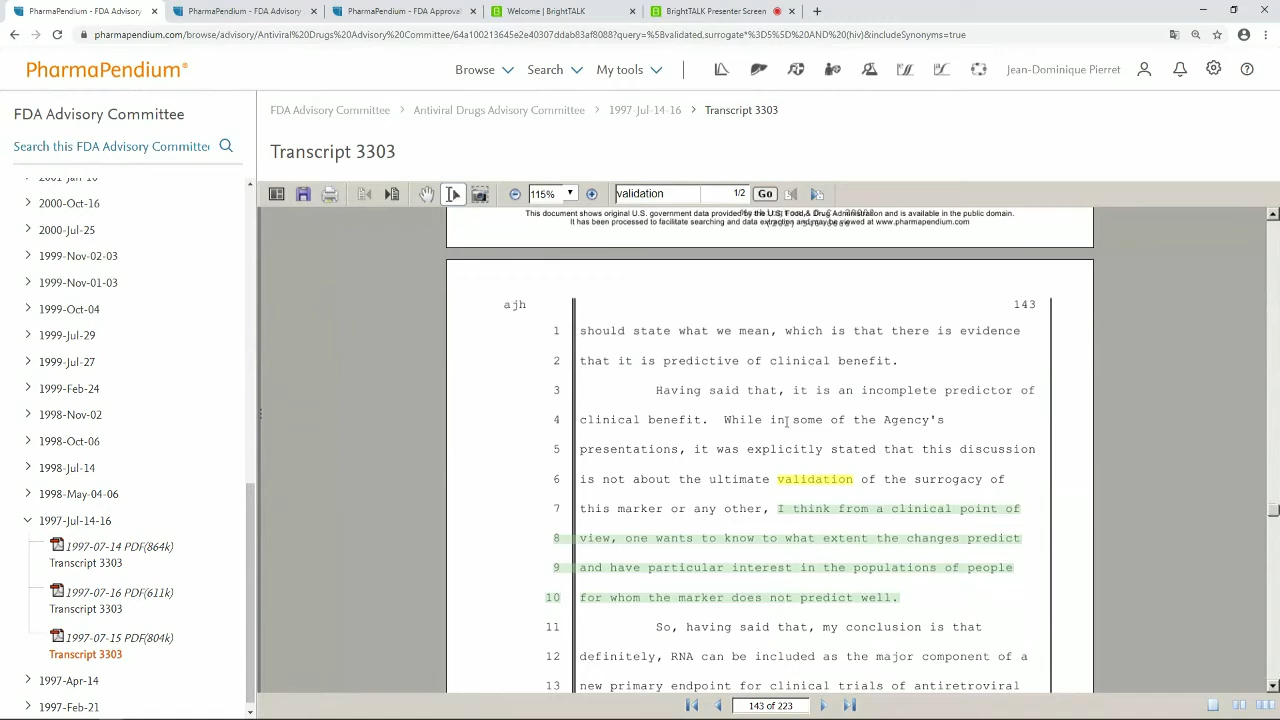 PharmaPendium - FDA Advisory
PharmaPendium - FDA Advisory
PharmaPendium - FDA Approval
Welcome | BrightTALK
BrightTALK Presenter Screen
pharmapendium.com/browse/advisory/Antiviral%20Drugs%20Advisory%20Committee/64a100213645e2e40307ddab83af8088?query=%5Bvalidated,surrogate*%3D5%5D%20AND%20(hiv)&includeSynonyms=true
PharmaPendium®
Browse
Search
My tools
Jean-Dominique Pierret
FDA Advisory Committee
Search this FDA Advisory Committee
2001-Jan-10
2000-Oct-16
2000-Jul-25
1999-Nov-02-03
1999-Nov-01-03
1999-Oct-04
1999-Jul-29
1999-Jul-27
1999-Feb-24
1998-Nov-02
1998-Oct-06
1998-Jul-14
1998-May-04-06
1997-Jul-14-16
1997-07-14 PDF(864k)
Transcript 3303
1997-07-16 PDF(611k)
Transcript 3303
1997-07-15 PDF(804k)
Transcript 3303
1997-Apr-14
1997-Feb-21
FDA Advisory Committee > Antiviral Drugs Advisory Committee > 1997-Jul-14-16 > Transcript 3303
Transcript 3303
115%
validation
1/2
Go
This document shows original U.S. government data provided by the U.S. Food & Drug Administration and is available in the public domain.
It has been processed to facilitate searching and data extraction and may be viewed at www.pharmapendium.com
ajh 143
1 should state what we mean, which is that there is evidence
2 that it is predictive of clinical benefit.
3 Having said that, it is an incomplete predictor of
4 clinical benefit. While in some of the Agency's
5 presentations, it was explicitly stated that this discussion
6 is not about the ultimate validation of the surrogacy of
7 this marker or any other, I think from a clinical point of
8 view, one wants to know to what extent the changes predict
9 and have particular interest in the populations of people
10 for whom the marker does not predict well.
11 So, having said that, my conclusion is that
12 definitely, RNA can be included as the major component of a
13 new primary endpoint for clinical trials of antiretroviral
143 of 223